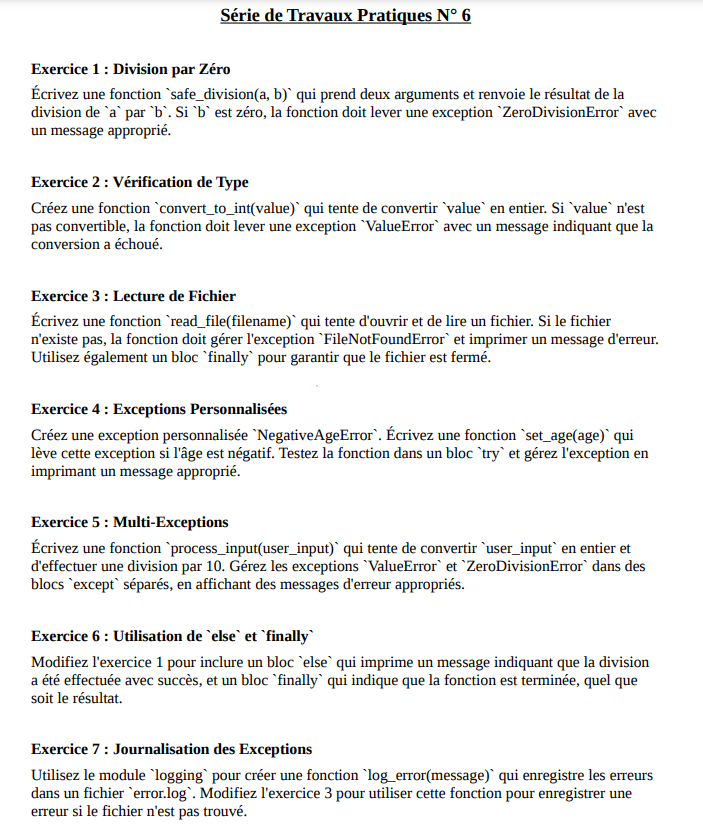 Série de Travaux Pratiques N° 6
Exercice 1 : Division par Zéro
Écrivez une fonction `safe_division(a, b)` qui prend deux arguments et renvoie le résultat de la
division de `a` par `b`. Si `b` est zéro, la fonction doit lever une exception `ZeroDivisionError` avec
un message approprié.
Exercice 2 : Vérification de Type
Créez une fonction `convert_to_int(value)` qui tente de convertir `value` en entier. Si `value` n'est
pas convertible, la fonction doit lever une exception `ValueError` avec un message indiquant que la
conversion a échoué.
Exercice 3 : Lecture de Fichier
Écrivez une fonction `read_file(filename)` qui tente d'ouvrir et de lire un fichier. Si le fichier
n'existe pas, la fonction doit gérer l'exception `FileNotFoundError` et imprimer un message d'erreur.
Utilisez également un bloc `finally` pour garantir que le fichier est fermé.
Exercice 4 : Exceptions Personnalisées
Créez une exception personnalisée `NegativeAgeError`. Écrivez une fonction `set_age(age)` qui
lève cette exception si l'âge est négatif. Testez la fonction dans un bloc `try` et gérez l'exception en
imprimant un message approprié.
Exercice 5 : Multi-Exceptions
Écrivez une fonction `process_input(user_input)` qui tente de convertir `user_input` en entier et
d'effectuer une division par 10. Gérez les exceptions `ValueError` et `ZeroDivisionError` dans des
blocs `except` séparés, en affichant des messages d'erreur appropriés.
Exercice 6 : Utilisation de `else` et `finally`
Modifiez l'exercice 1 pour inclure un bloc `else` qui imprime un message indiquant que la division
a été effectuée avec succès, et un bloc `finally` qui indique que la fonction est terminée, quel que
soit le résultat.
Exercice 7 : Journalisation des Exceptions
Utilisez le module `logging` pour créer une fonction `log_error(message)` qui enregistre les erreurs
dans un fichier `error.log`. Modifiez l'exercice 3 pour utiliser cette fonction pour enregistrer une
erreur si le fichier n'est pas trouvé.